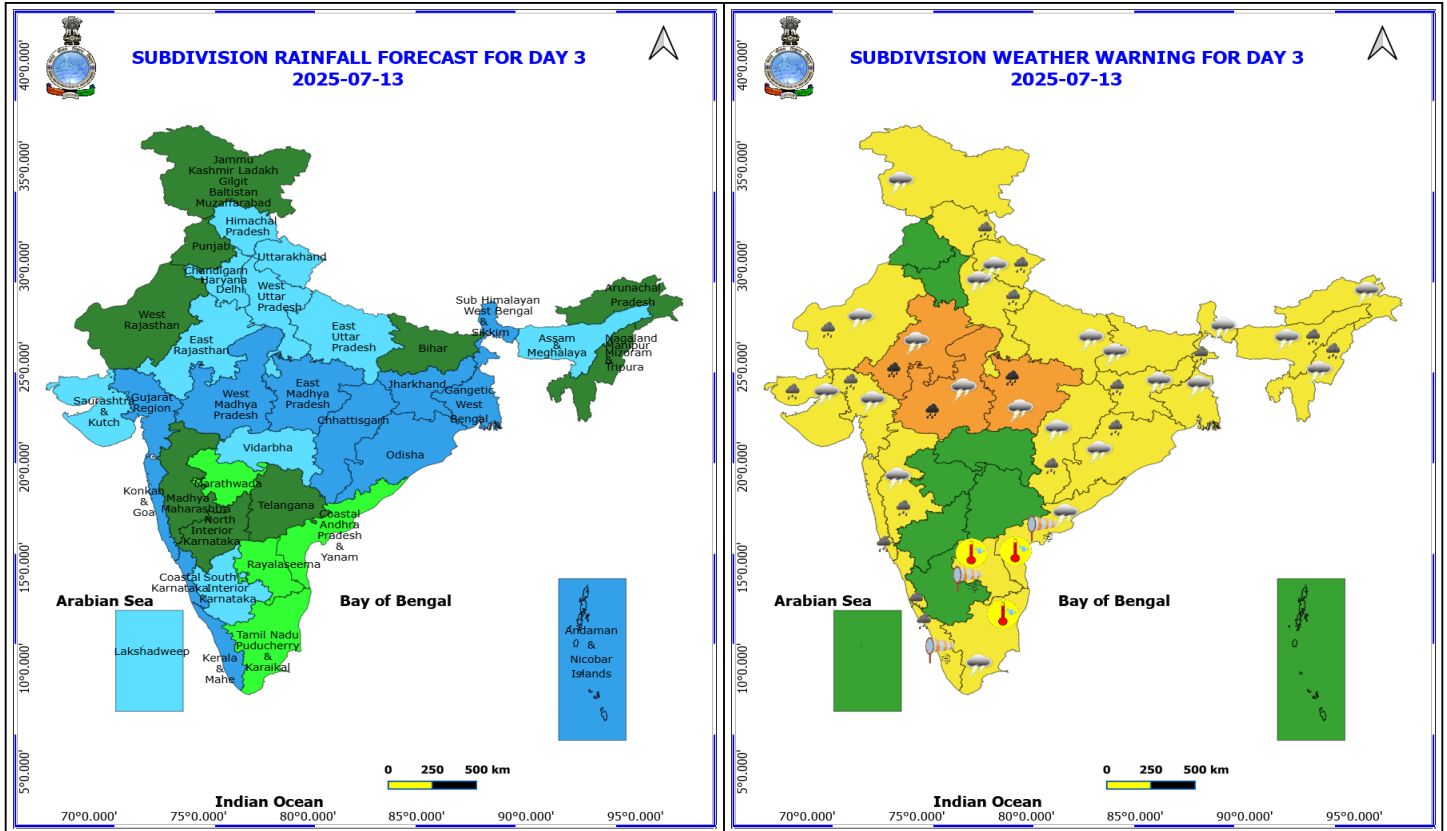 SUBDIVISION RAINFALL FORECAST FOR DAY 3
2025-07-13
40°0.000'
35°0.000'
30°0.000'
25°0.000'
20°0.000'
15°0.000'
10°0.000'
5°0.000'
Jammu
Kashmir Ladakh
Gilgit
Baltistan
Muzaffarabad
Himachal
Pradesh
Punjab
Uttarakhand
Chandigarh
Haryana
Delhi
West
Uttar
Pradesh
West
Rajasthan
East
Rajasthan
East
Uttar
Pradesh
Bihar
Sub Himalayan
West Bengal
&
Sikkim
Arunachal
Pradesh
Assam
&
Meghalaya
Nagaland
Manipur
Mizoram
&
Tripura
Saurashtra
&
Kutch
Gujarat
Region
West
Madhya
Pradesh
East
Madhya
Pradesh
Jharkhand
Gangetic
West
Bengal
Chhattisgarh
Odisha
Vidarbha
Marathwada
Konkan
&
Goa
Madhya
Maharashtra
North
Interior
Karnataka
Telangana
Coastal
Andhra
Pradesh
&
Yanam
Rayalaseema
Coastal
Karnataka
South
Interior
Karnataka
Arabian Sea
Bay of Bengal
Lakshadweep
Tamil Nadu
Puducherry
&
Karaikal
Kerala
&
Mahe
Andaman
&
Nicobar
Islands
0 250 500 km
Indian Ocean
70°0.000' 75°0.000' 80°0.000' 85°0.000' 90°0.000' 95°0.000'
SUBDIVISION WEATHER WARNING FOR DAY 3
2025-07-13
40°0.000'
35°0.000'
30°0.000'
25°0.000'
20°0.000'
15°0.000'
10°0.000'
5°0.000'
Arabian Sea
Bay of Bengal
0 250 500 km
Indian Ocean
70°0.000' 75°0.000' 80°0.000' 85°0.000' 90°0.000' 95°0.000'